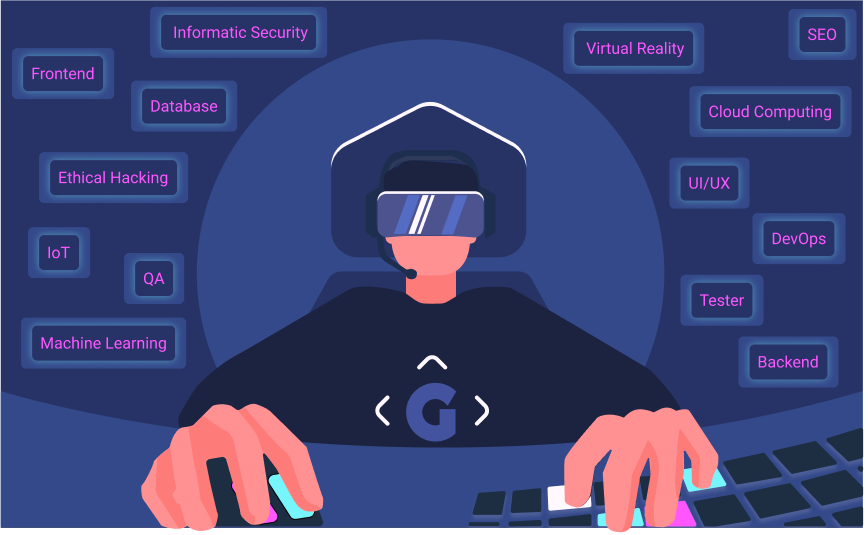 Informatic Security
Virtual Reality
SEO
Frontend
Database
Cloud Computing
Ethical Hacking
UI/UX
IoT
QA
DevOps
Tester
Machine Learning
Backend
G